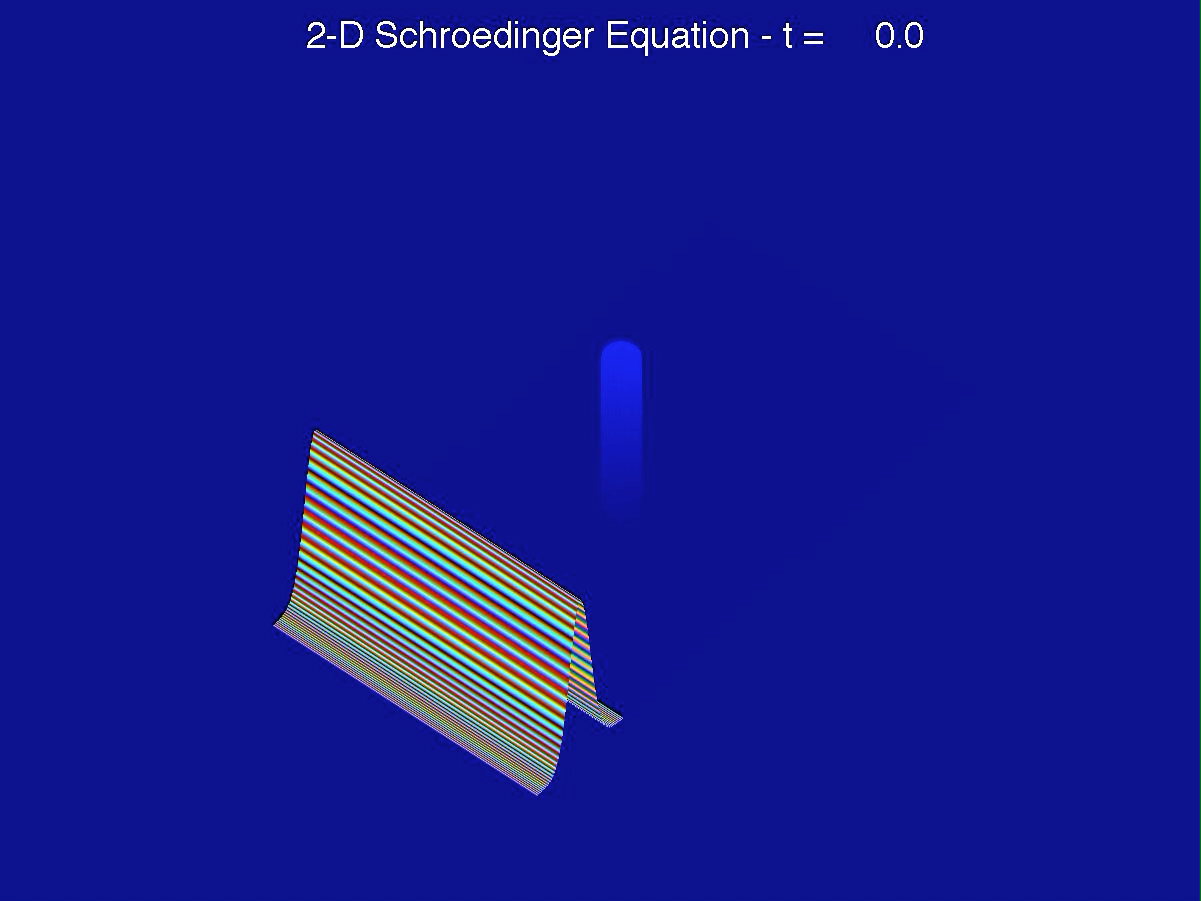 2-D Schroedinger Equation - t = 0.0